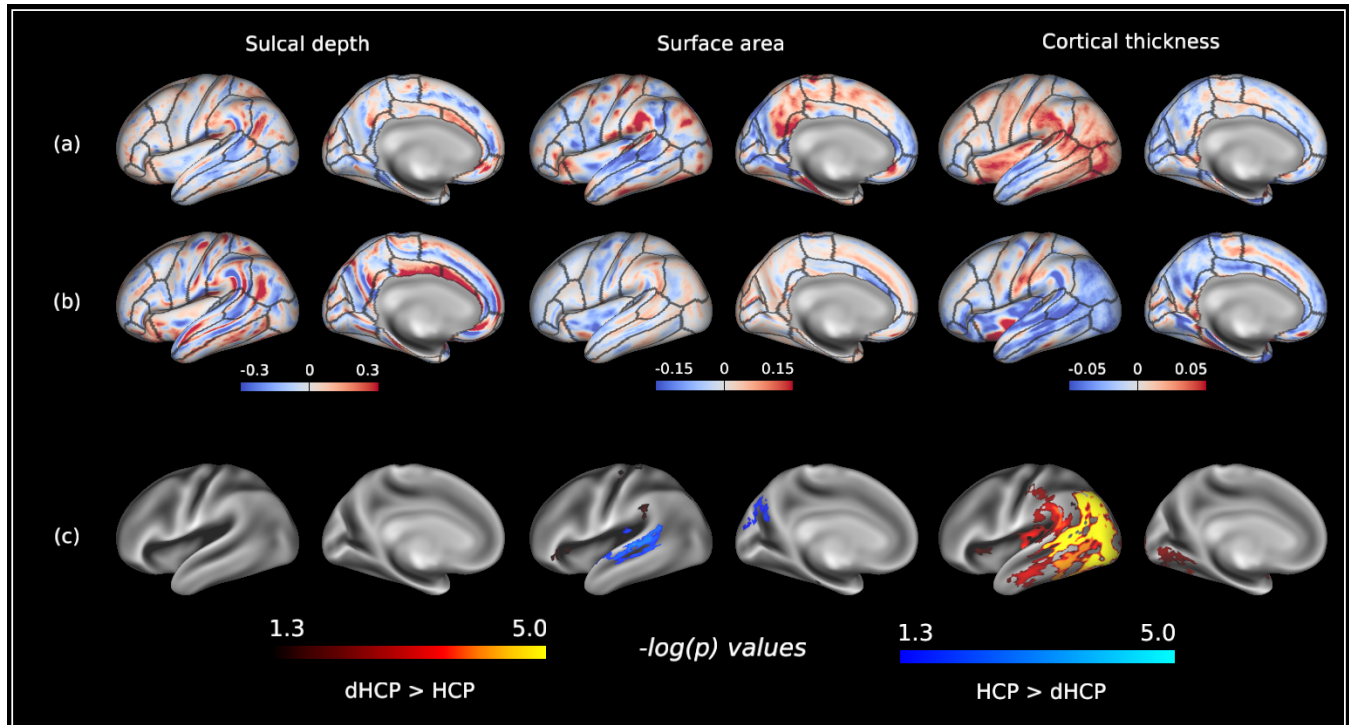 Sulcal depth Surface area Cortical thickness
(a)
(b)
-0.3 0 0.3 -0.15 0 0.15 -0.05 0 0.05
(c)
1.3 5.0 -log(p) values 1.3 5.0
dHCP > HCP HCP > dHCP